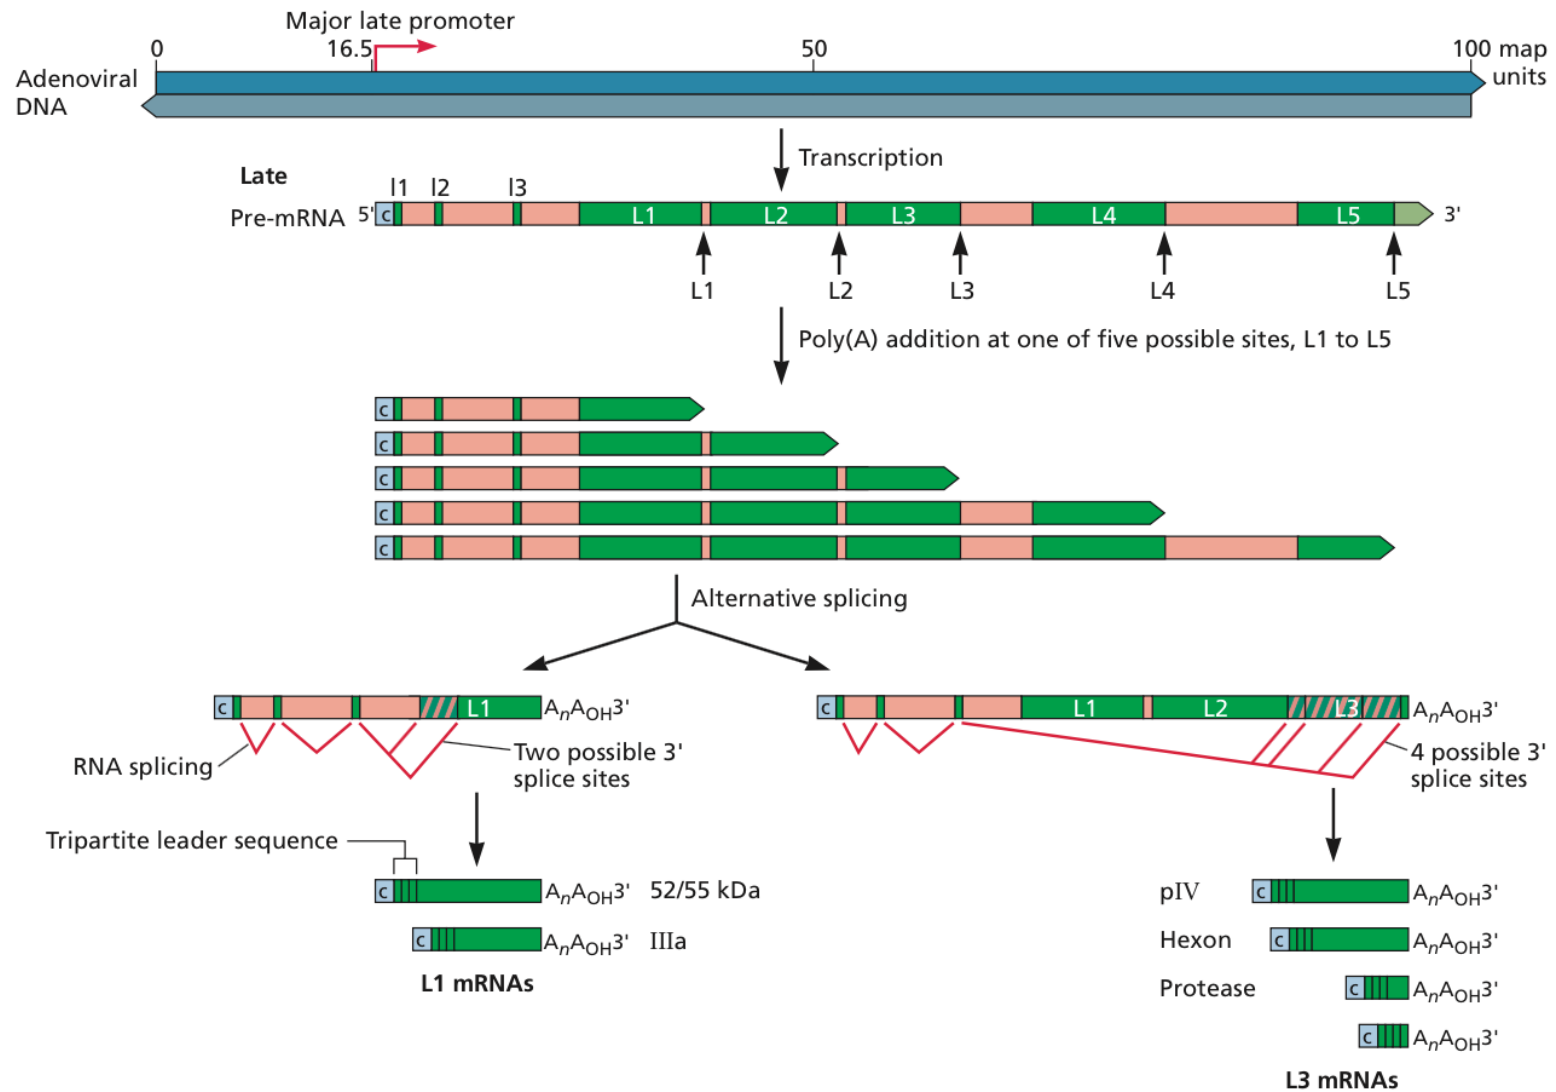 Major late promoter
0
16.5
50
100 map
units
Adenoviral
DNA
Transcription
Late
l1 l2 l3
Pre-mRNA 5' c L1 L2 L3 L4 L5 3'
L1 L2 L3 L4 L5
Poly(A) addition at one of five possible sites, L1 to L5
c
c
c
c
c
Alternative splicing
c L1 AnAOH3'
c L1 L2 L3 AnAOH3'
RNA splicing
Two possible 3'
splice sites
4 possible 3'
splice sites
Tripartite leader sequence
c AnAOH3' 52/55 kDa
c AnAOH3' IIIa
L1 mRNAs
pIV c AnAOH3'
Hexon c AnAOH3'
Protease c AnAOH3'
c AnAOH3'
L3 mRNAs